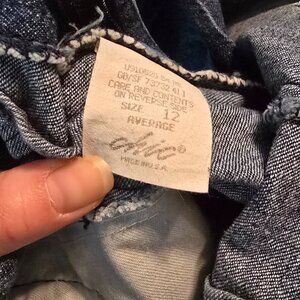 CARE AND CONTENTS
ON REVERSE SIDE
SIZE 12
AVERAGE
chic®
MADE IN U.S.A.